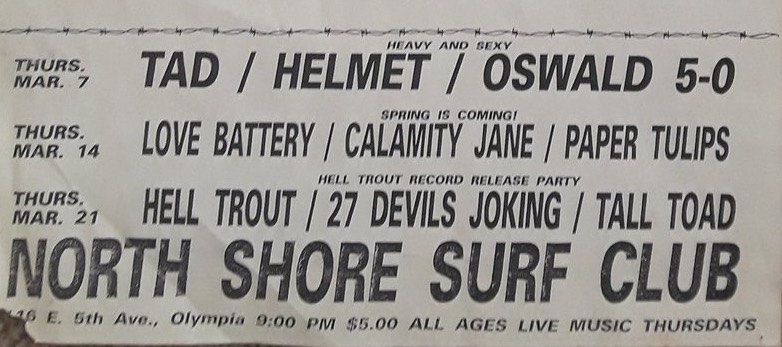 HEAVY AND SEXY
THURS. MAR. 7 TAD / HELMET / OSWALD 5-0
SPRING IS COMING!
THURS. MAR. 14 LOVE BATTERY / CALAMITY JANE / PAPER TULIPS
HELL TROUT RECORD RELEASE PARTY
THURS. MAR. 21 HELL TROUT / 27 DEVILS JOKING / TALL TOAD
NORTH SHORE SURF CLUB
E. 5th Ave., Olympia 9:00 PM $5.00 ALL AGES LIVE MUSIC THURSDAYS